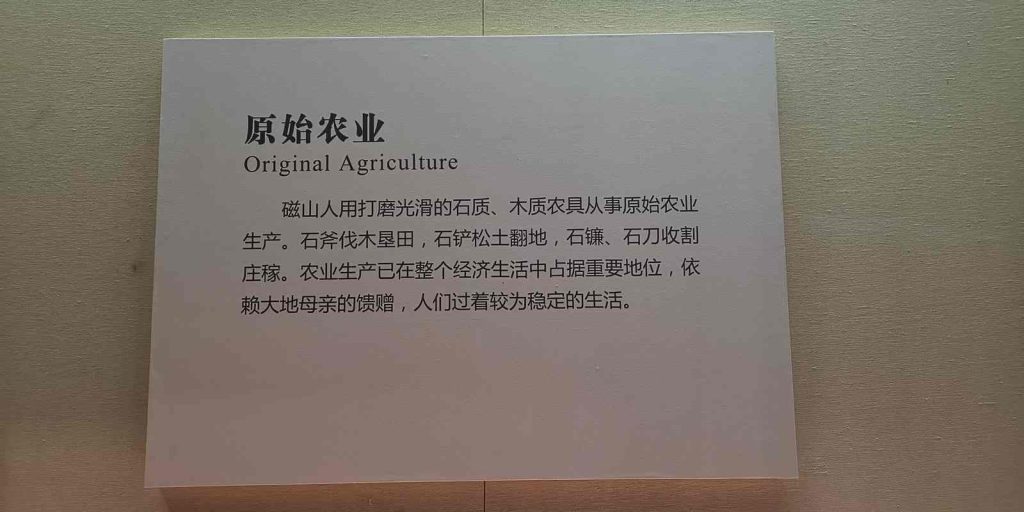 原始农业
Original Agriculture
磁山人用打磨光滑的石质、木质农具从事原始农业
生产。石斧伐木垦田，石铲松土翻地，石镰、石刀收割
庄稼。农业生产已在整个经济生活中占据重要地位，依
赖大地母亲的馈赠，人们过着较为稳定的生活。